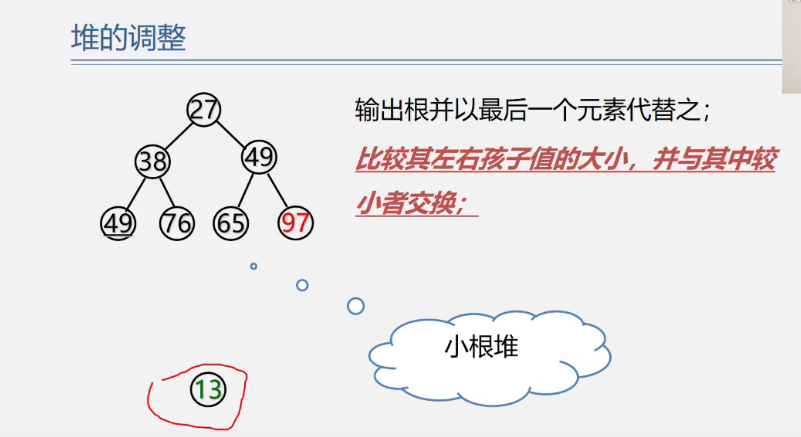 堆的调整
27
输出根并以最后一个元素代替之；
38 49
比较其左右孩子值的大小，并与其中较
小者交换；
49 76 65 97
小根堆
13